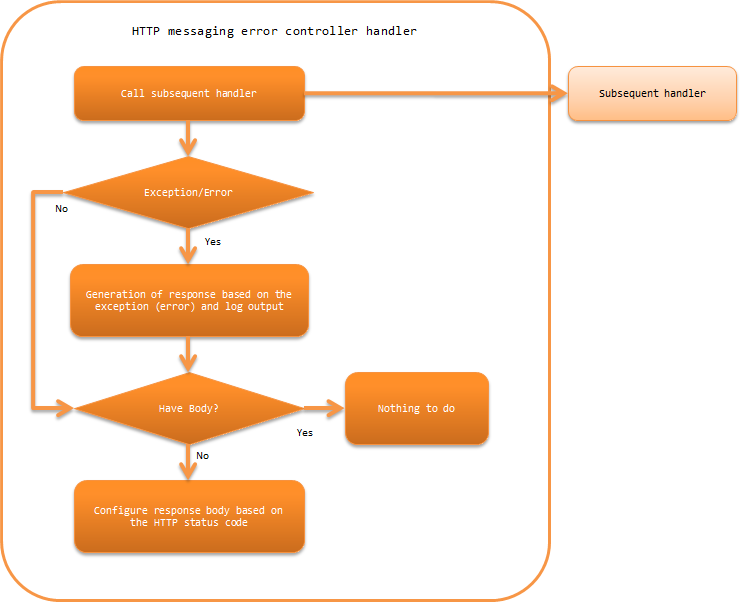 HTTP messaging error controller handler
Call subsequent handler
Subsequent handler
Exception/Error
No
Yes
Generation of response based on the
exception (error) and log output
Have Body?
Nothing to do
Yes
No
Configure response body based on
the HTTP status code